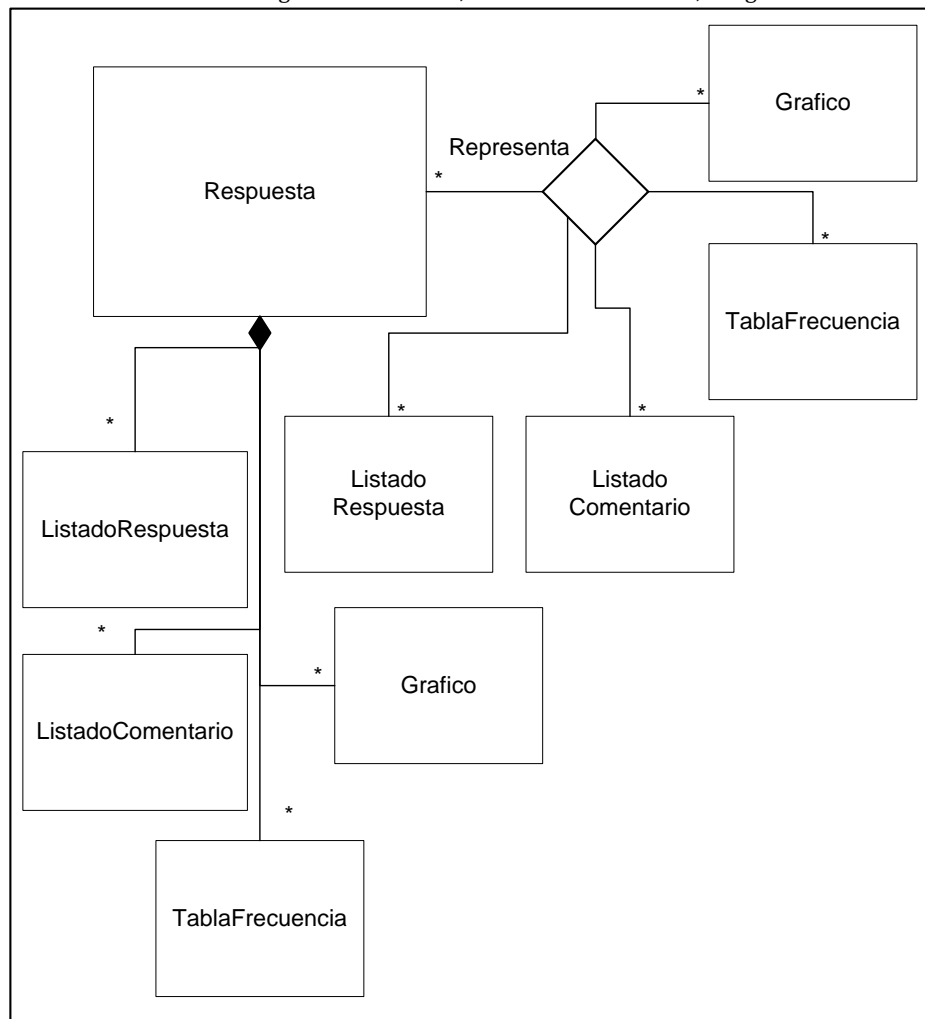 *
Grafico
Representa
*
Respuesta
*
TablaFrecuencia
*
*
*
Listado
Respuesta
Listado
Comentario
ListadoRespuesta
*
*
Grafico
ListadoComentario
*
TablaFrecuencia